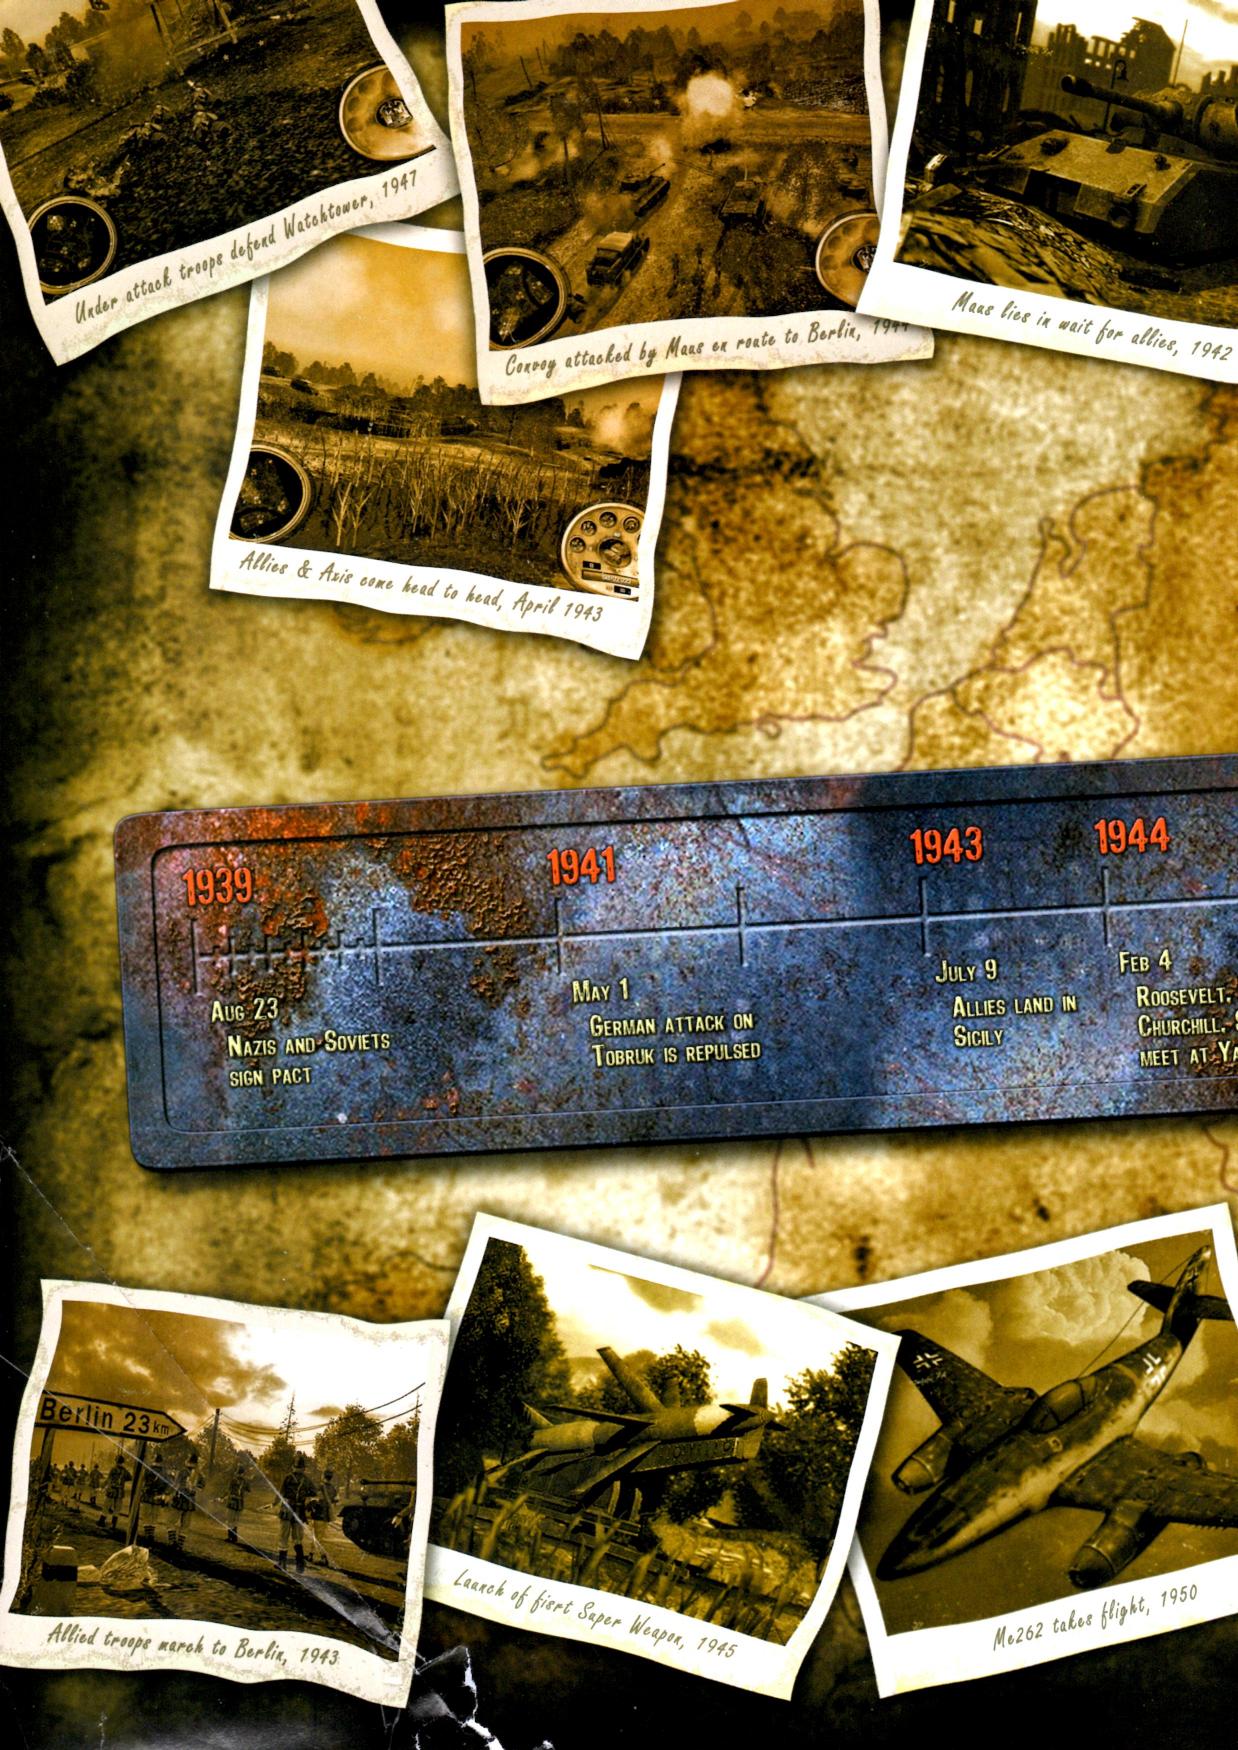 Under attack troops defend Watchtower, 1947
Convoy attacked by Maus en route to Berlin,
Maus lies in wait for allies, 1942
Allies & Axis come head to head, April 1943
1939
1941
1943
1944
Aug 23
Nazis and Soviets
sign pact
May 1
German attack on
Tobruk is repulsed
July 9
Allies land in
Sicily
Feb 4
Roosevelt,
Churchill,
meet at
Berlin 23km
Allied troops march to Berlin, 1943
Launch of fisrt Super Weapon, 1945
Me262 takes flight, 1950